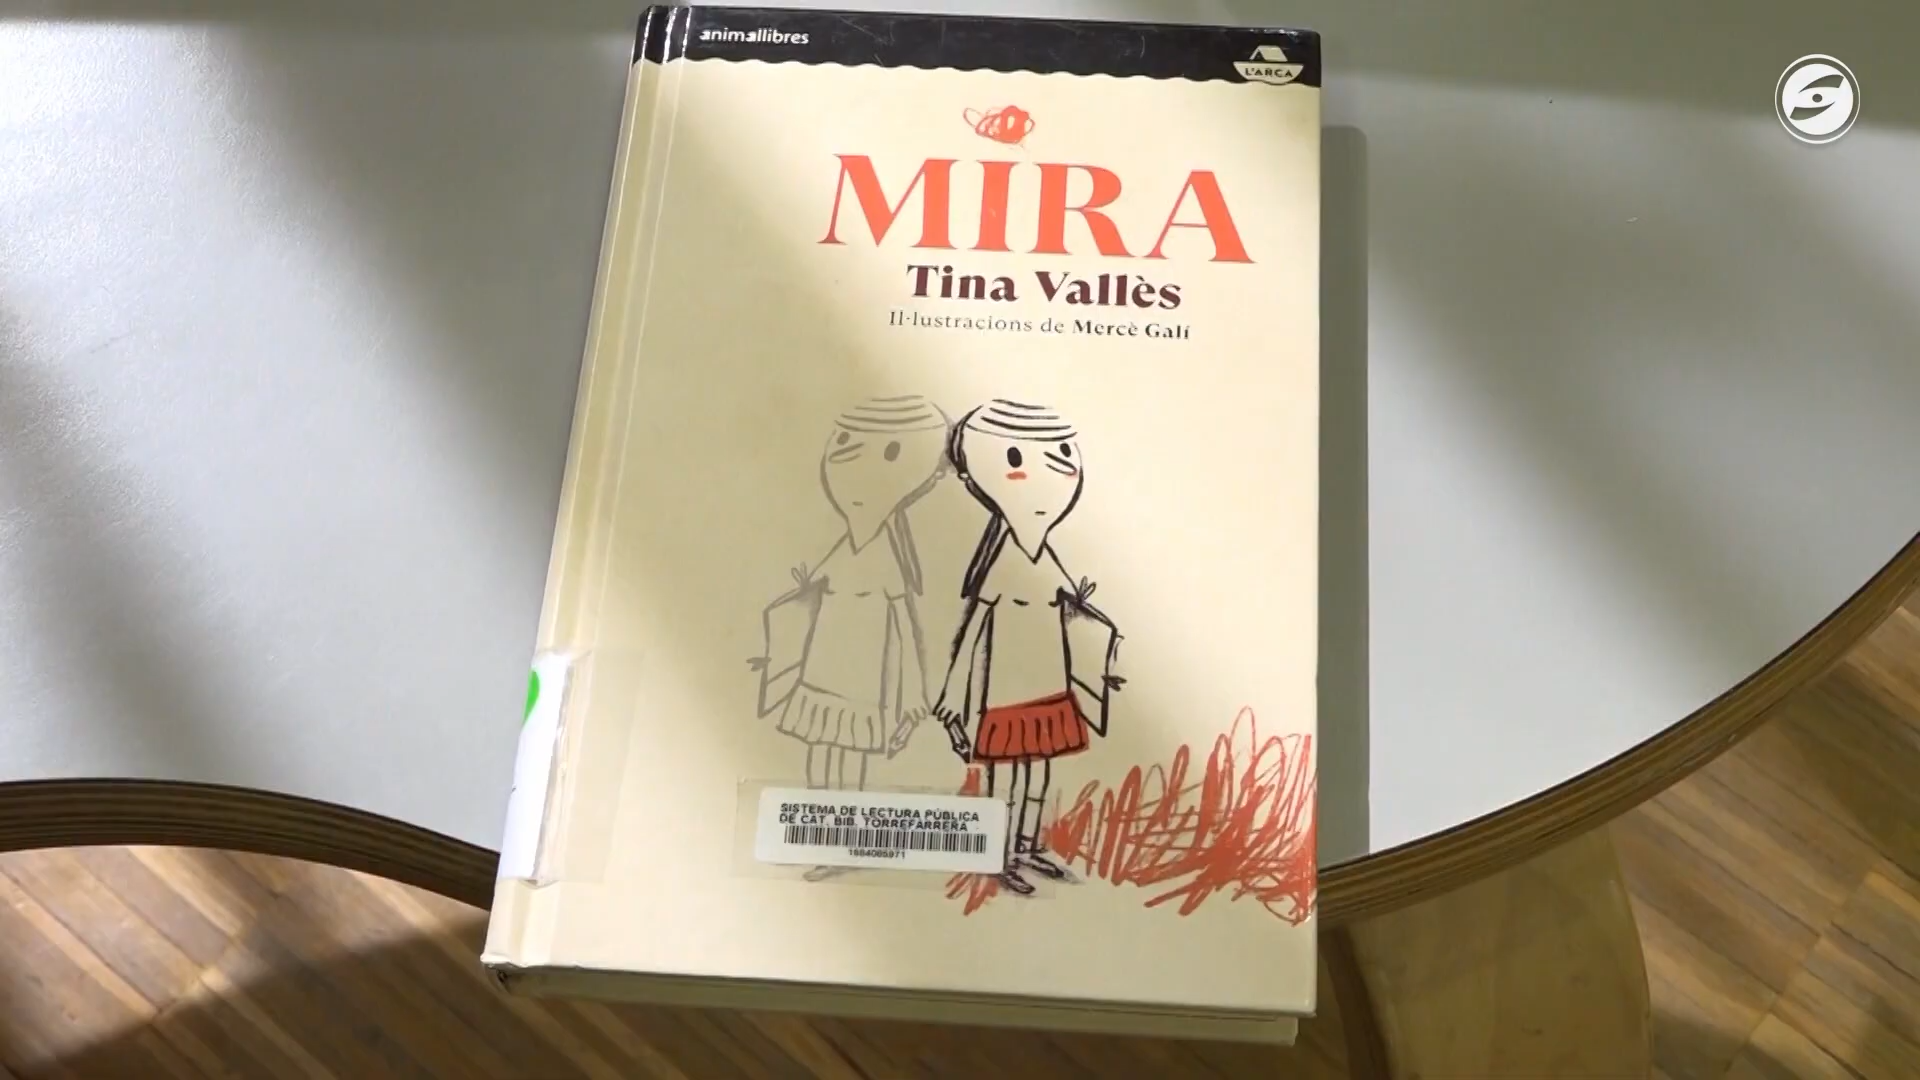 animallibres
L'ARCA
MIRA
Tina Vallès
Il·lustracions de Mercè Galí
SISTEMA DE LECTURA PÚBLICA
DE CAT. BIB. TORREFARRERA